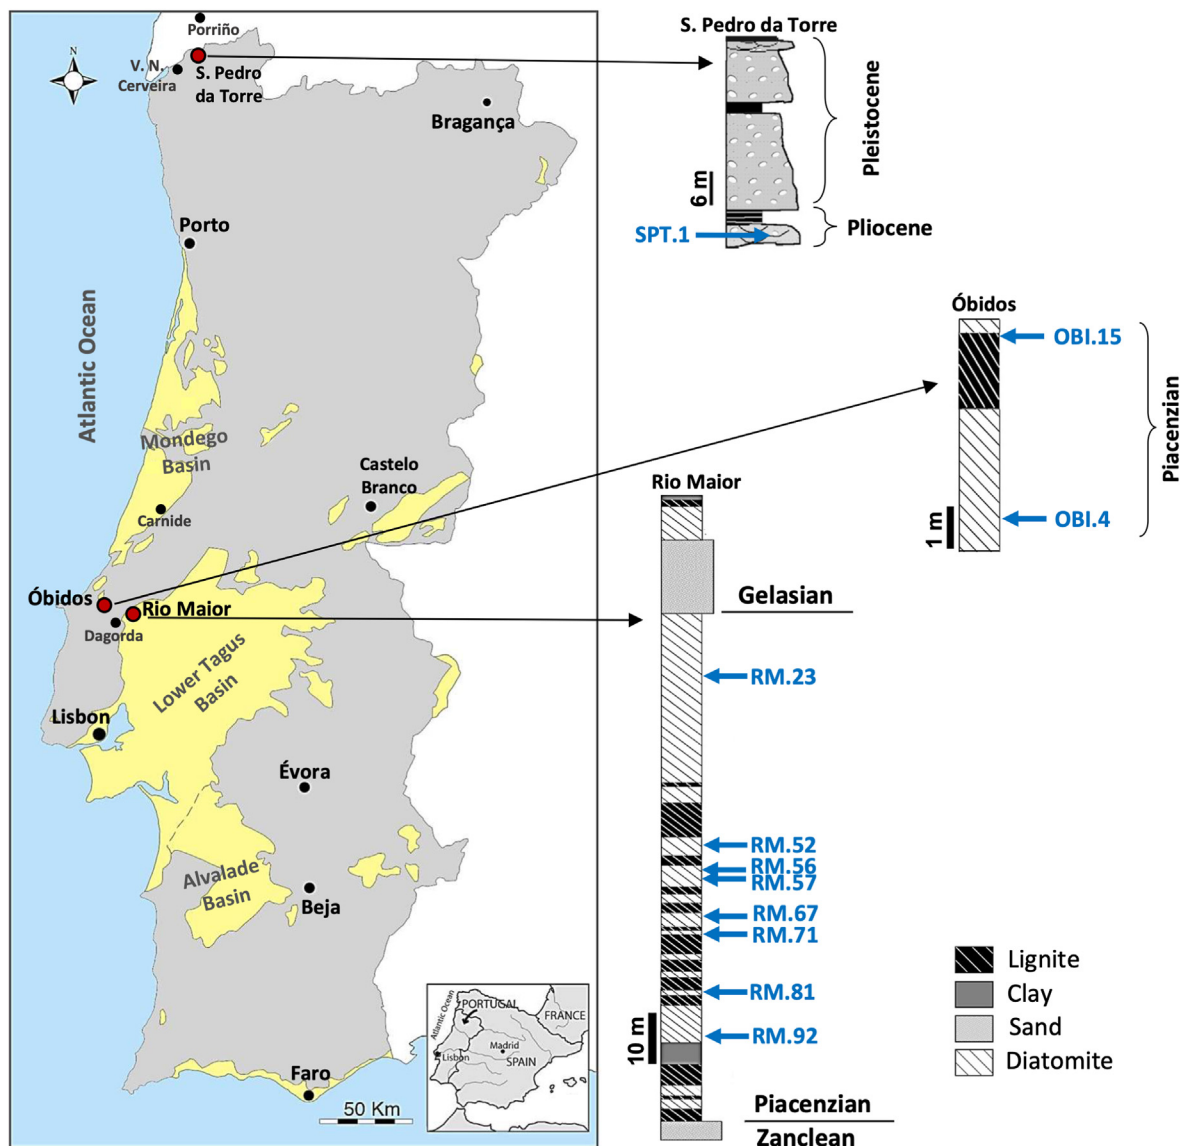 N
Porriño
V. N.
Cerveira
S. Pedro
da Torre
Bragança
Porto
Atlantic Ocean
Mondego
Basin
Carnide
Castelo
Branco
Óbidos
Rio Maior
Dagorda
Lower Tagus
Basin
Lisbon
Évora
Alvalade
Basin
Beja
Faro
50 Km
Atlantic Ocean
PORTUGAL
FRANCE
Madrid
Lisbon
SPAIN
S. Pedro da Torre
6 m
Pleistocene
Pliocene
SPT.1
Óbidos
OBI.15
OBI.4
1 m
Piacenzian
Rio Maior
Gelasian
RM.23
RM.52
RM.56
RM.57
RM.67
RM.71
RM.81
RM.92
10 m
Piacenzian
Zanclean
Lignite
Clay
Sand
Diatomite